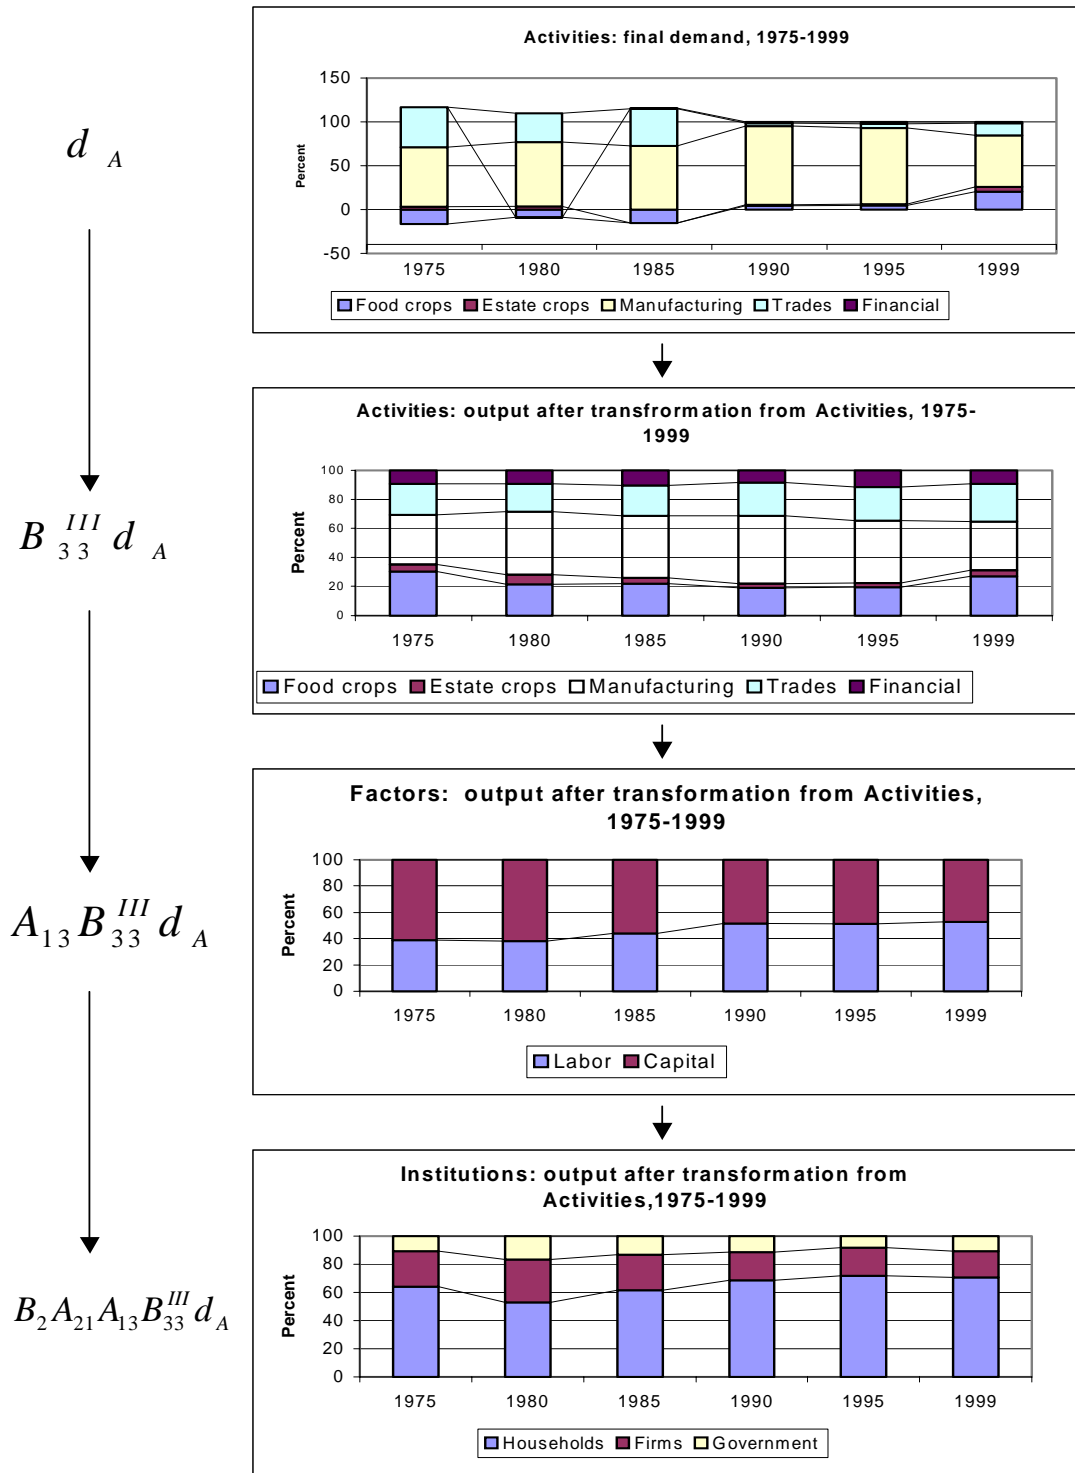 Activities: final demand, 1975-1999
150
100
50
0
-50
Percent
1975 1980 1985 1990 1995 1999
Food crops Estate crops Manufacturing Trades Financial
d A
Activities: output after transfrormation from Activities, 1975-
1999
100
80
60
40
20
0
Percent
1975 1980 1985 1990 1995 1999
Food crops Estate crops Manufacturing Trades Financial
B 33 III d A
Factors: output after transformation from Activities,
1975-1999
100
80
60
40
20
0
Percent
1975 1980 1985 1990 1995 1999
Labor Capital
A13 B33 III d A
Institutions: output after transformation from
Activities,1975-1999
100
80
60
40
20
0
Percent
1975 1980 1985 1990 1995 1999
Households Firms Government
B2 A21 A13 B33 III d A